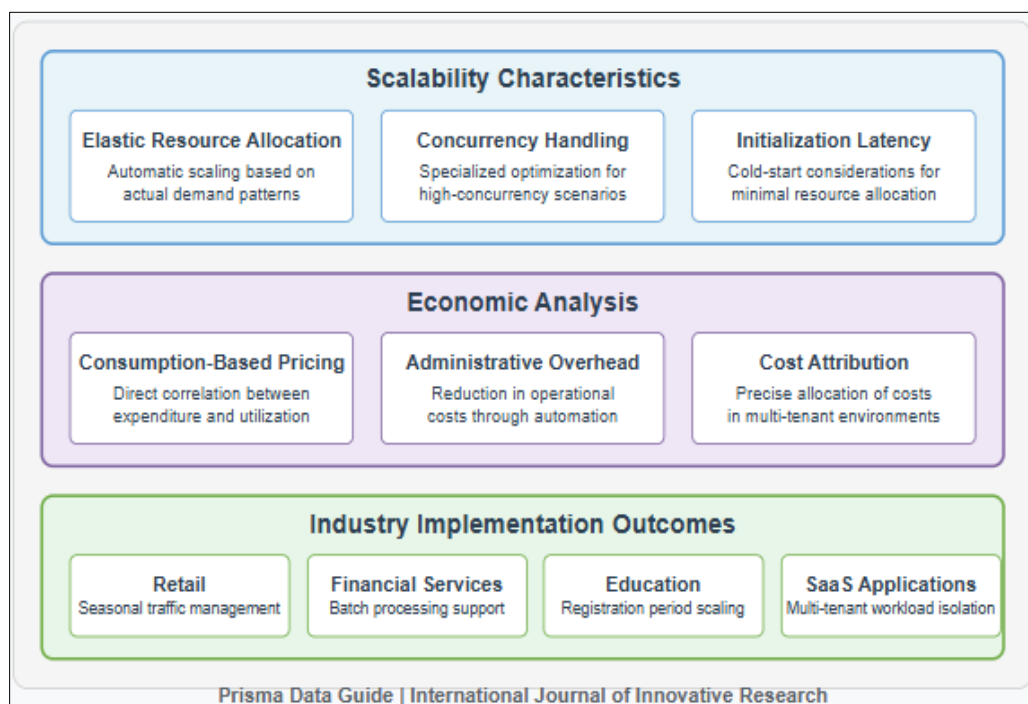 Scalability Characteristics
Elastic Resource Allocation
Automatic scaling based on
actual demand patterns
Concurrency Handling
Specialized optimization for
high-concurrency scenarios
Initialization Latency
Cold-start considerations for
minimal resource allocation
Economic Analysis
Consumption-Based Pricing
Direct correlation between
expenditure and utilization
Administrative Overhead
Reduction in operational
costs through automation
Cost Attribution
Precise allocation of costs
in multi-tenant environments
Industry Implementation Outcomes
Retail
Seasonal traffic management
Financial Services
Batch processing support
Education
Registration period scaling
SaaS Applications
Multi-tenant workload isolation
Prisma Data Guide | International Journal of Innovative Research